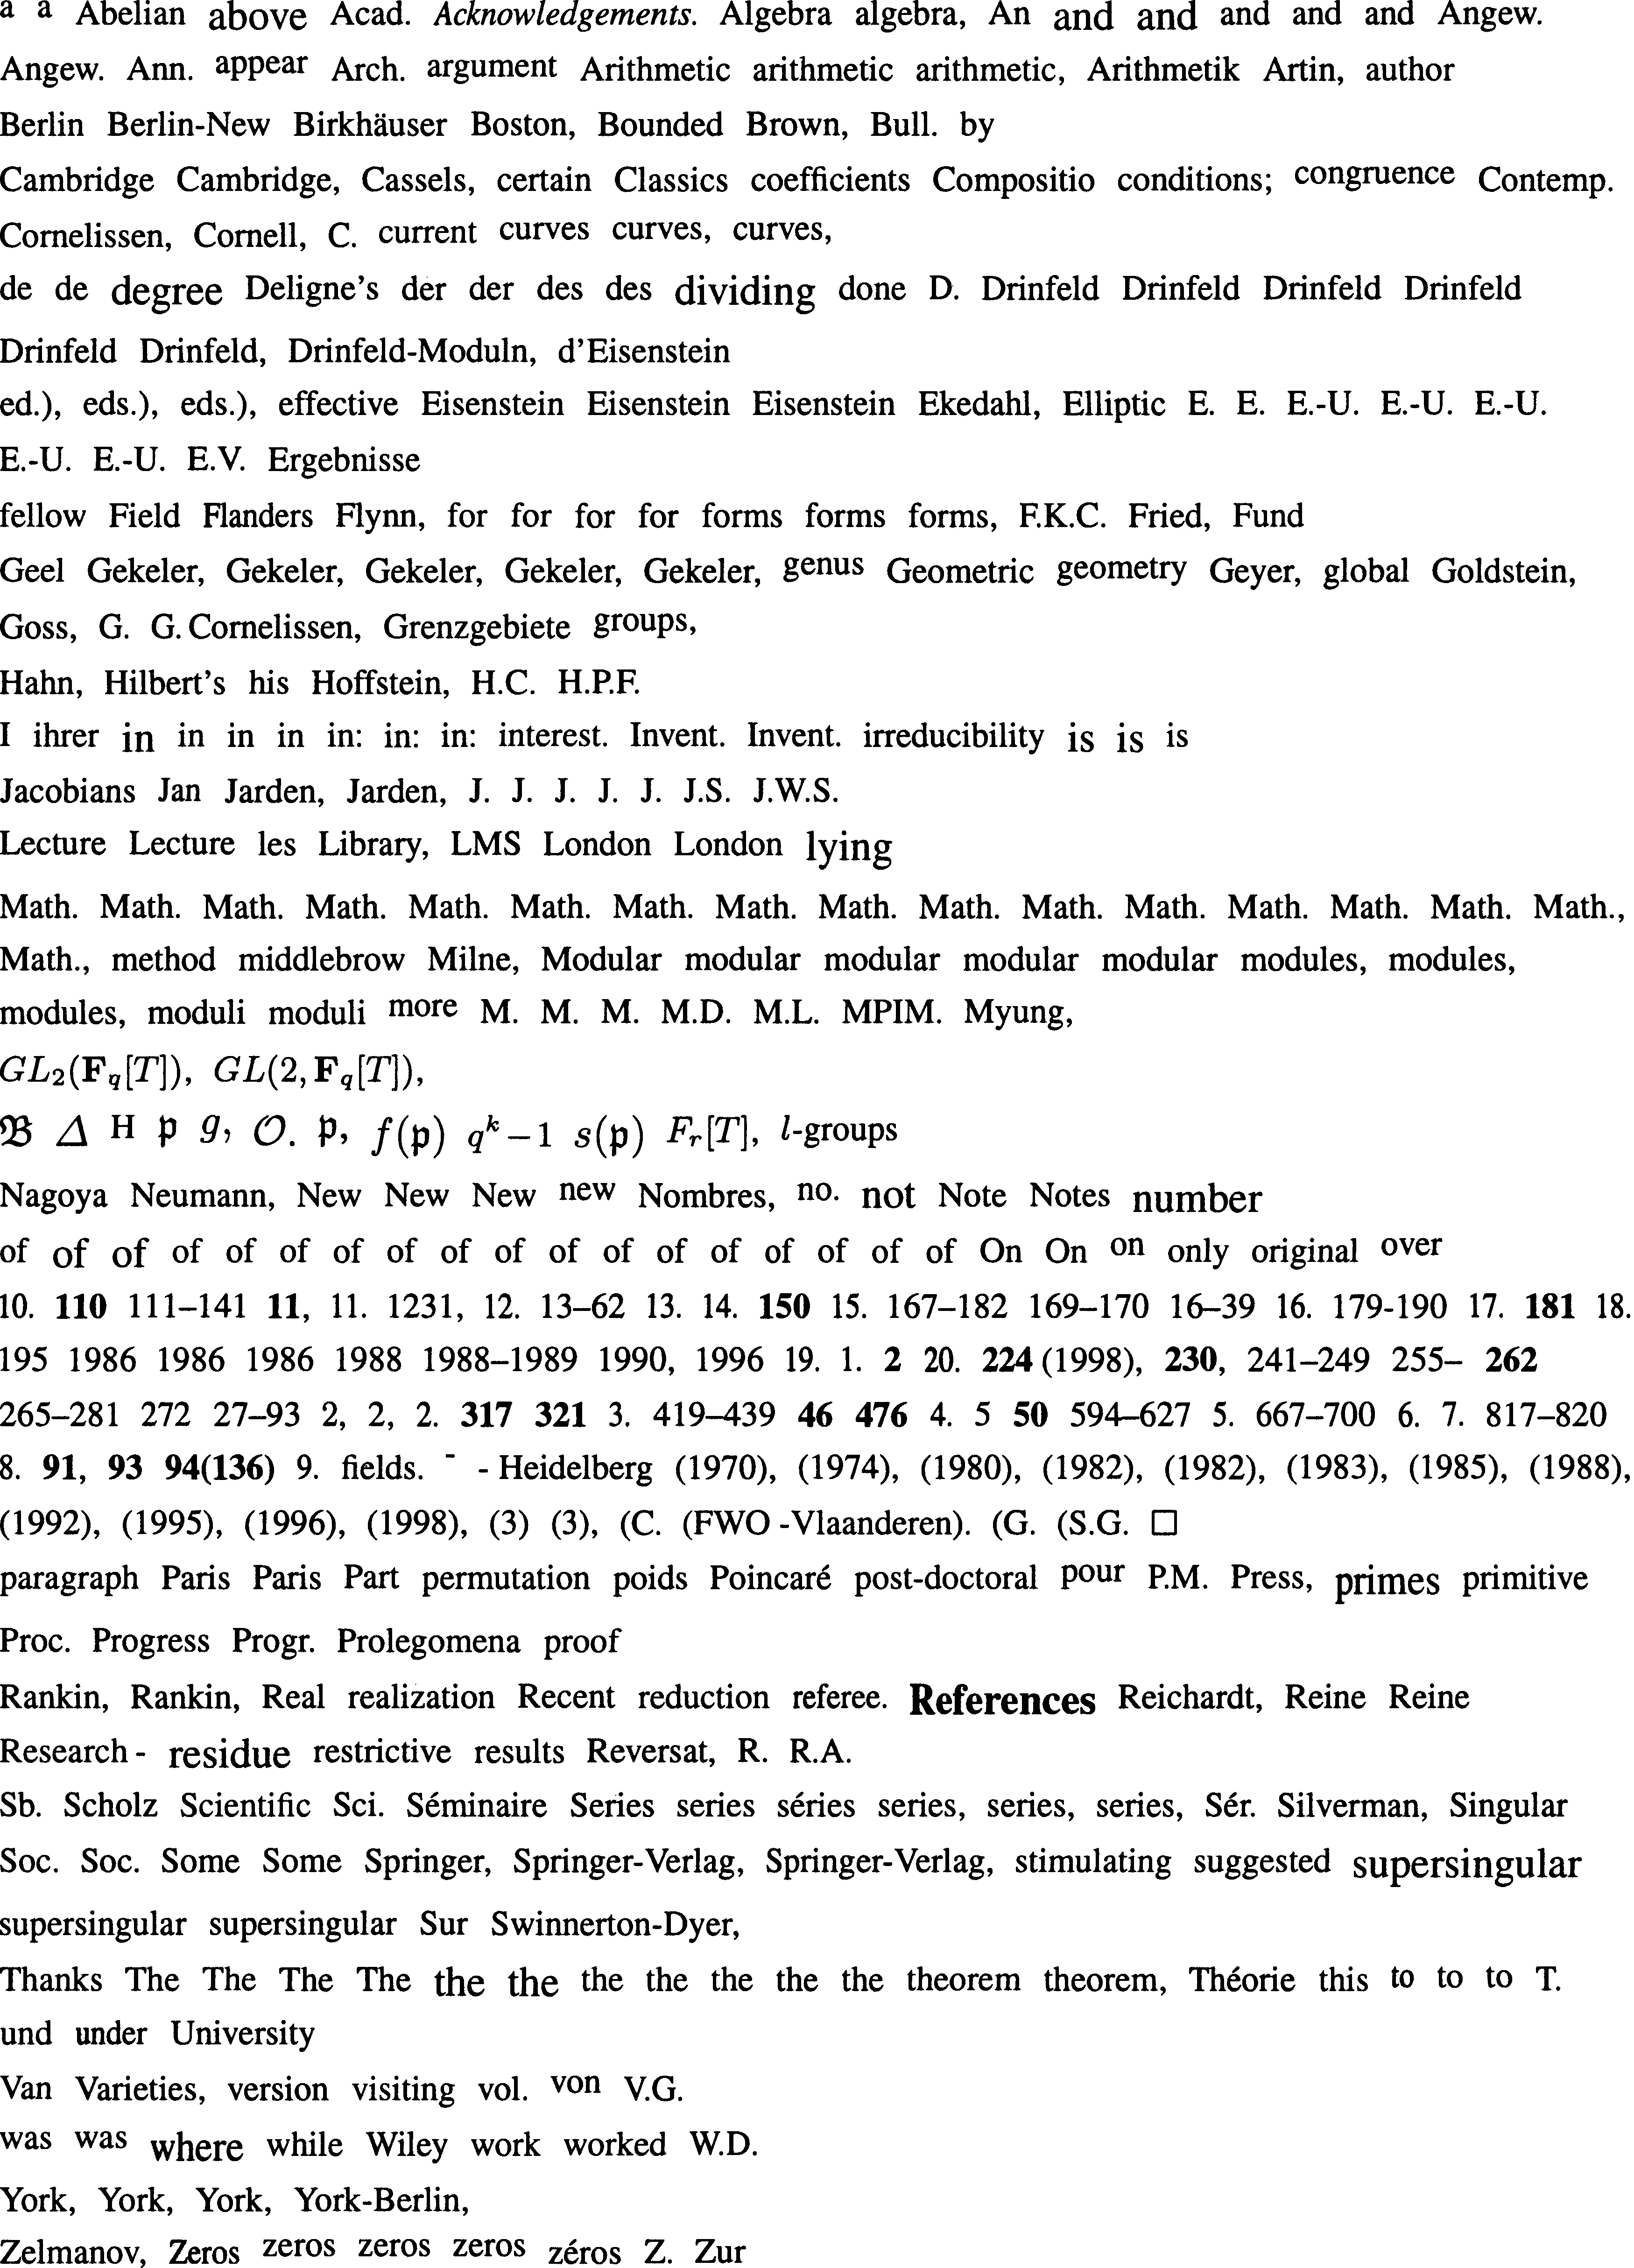 a a Abelian above Acad. Acknowledgements. Algebra algebra, An and and and and and Angew.
Angew. Ann. appear Arch. argument Arithmetic arithmetic arithmetic, Arithmetik Artin, author
Berlin Berlin-New Birkhäuser Boston, Bounded Brown, Bull. by
Cambridge Cambridge, Cassels, certain Classics coefficients Compositio conditions; congruence Contemp.
Cornelissen, Cornell, C. current curves curves, curves,
de de degree Deligne's der der des des dividing done D. Drinfeld Drinfeld Drinfeld Drinfeld
Drinfeld Drinfeld, Drinfeld-Moduln, d'Eisenstein
ed.), eds.), eds.), effective Eisenstein Eisenstein Eisenstein Ekedahl, Elliptic E. E. E.-U. E.-U. E.-U.
E.-U. E.-U. E.V. Ergebnisse
fellow Field Flanders Flynn, for for for for forms forms forms, F.K.C. Fried, Fund
Geel Gekeler, Gekeler, Gekeler, Gekeler, Gekeler, genus Geometric geometry Geyer, global Goldstein,
Goss, G. G. Cornelissen, Grenzgebiete groups,
Hahn, Hilbert's his Hoffstein, H.C. H.P.F.
I ihrer in in in in in: in: in: interest. Invent. Invent. irreducibility is is is
Jacobians Jan Jarden, Jarden, J. J. J. J. J. J.S. J.W.S.
Lecture Lecture les Library, LMS London London lying
Math. Math. Math. Math. Math. Math. Math. Math. Math. Math. Math. Math. Math. Math. Math. Math.,
Math., method middlebrow Milne, Modular modular modular modular modular modules, modules,
modules, moduli moduli more M. M. M. M.D. M.L. MPIM. Myung,
GL₂(F_q[T]), GL(2, F_q[T]),
𝔅 Δ H 𝔭 g, 𝒪. 𝔭, f(𝔭) q^k − 1 s(𝔭) F_r[T], l-groups
Nagoya Neumann, New New New new Nombres, no. not Note Notes number
of of of of of of of of of of of of of of of of of of On On on only original over
10. 110 111–141 11, 11. 1231, 12. 13–62 13. 14. 150 15. 167–182 169–170 16–39 16. 179-190 17. 181 18.
195 1986 1986 1986 1988 1988–1989 1990, 1996 19. 1. 2 20. 224 (1998), 230, 241–249 255– 262
265–281 272 27–93 2, 2, 2. 317 321 3. 419–439 46 476 4. 5 50 594–627 5. 667–700 6. 7. 817–820
8. 91, 93 94(136) 9. fields. - - Heidelberg (1970), (1974), (1980), (1982), (1982), (1983), (1985), (1988),
(1992), (1995), (1996), (1998), (3) (3), (C. (FWO -Vlaanderen). (G. (S.G. □
paragraph Paris Paris Part permutation poids Poincaré post-doctoral pour P.M. Press, primes primitive
Proc. Progress Progr. Prolegomena proof
Rankin, Rankin, Real realization Recent reduction referee. References Reichardt, Reine Reine
Research - residue restrictive results Reversat, R. R.A.
Sb. Scholz Scientific Sci. Séminaire Series series séries series, series, series, Sér. Silverman, Singular
Soc. Soc. Some Some Springer, Springer-Verlag, Springer-Verlag, stimulating suggested supersingular
supersingular supersingular Sur Swinnerton-Dyer,
Thanks The The The The the the the the the the the theorem theorem, Théorie this to to to T.
und under University
Van Varieties, version visiting vol. von V.G.
was was where while Wiley work worked W.D.
York, York, York, York-Berlin,
Zelmanov, Zeros zeros zeros zeros zéros Z. Zur